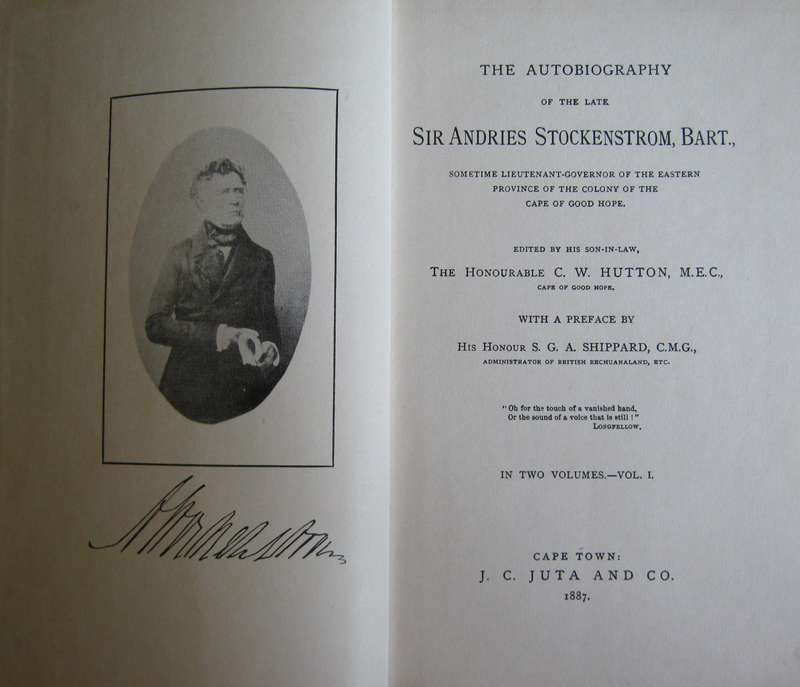 A Stockenstrom
THE AUTOBIOGRAPHY
OF THE LATE
SIR ANDRIES STOCKENSTROM, BART.,
SOMETIME LIEUTENANT-GOVERNOR OF THE EASTERN
PROVINCE OF THE COLONY OF THE
CAPE OF GOOD HOPE.
EDITED BY HIS SON-IN-LAW,
THE HONOURABLE C. W. HUTTON, M.E.C.,
CAPE OF GOOD HOPE.
WITH A PREFACE BY
HIS HONOUR S. G. A. SHIPPARD, C.M.G.,
ADMINISTRATOR OF BRITISH BECHUANALAND, ETC.
"Oh for the touch of a vanished hand,
Or the sound of a voice that is still!"
LONGFELLOW.
IN TWO VOLUMES.—VOL. I.
CAPE TOWN:
J. C. JUTA AND CO.
1887.